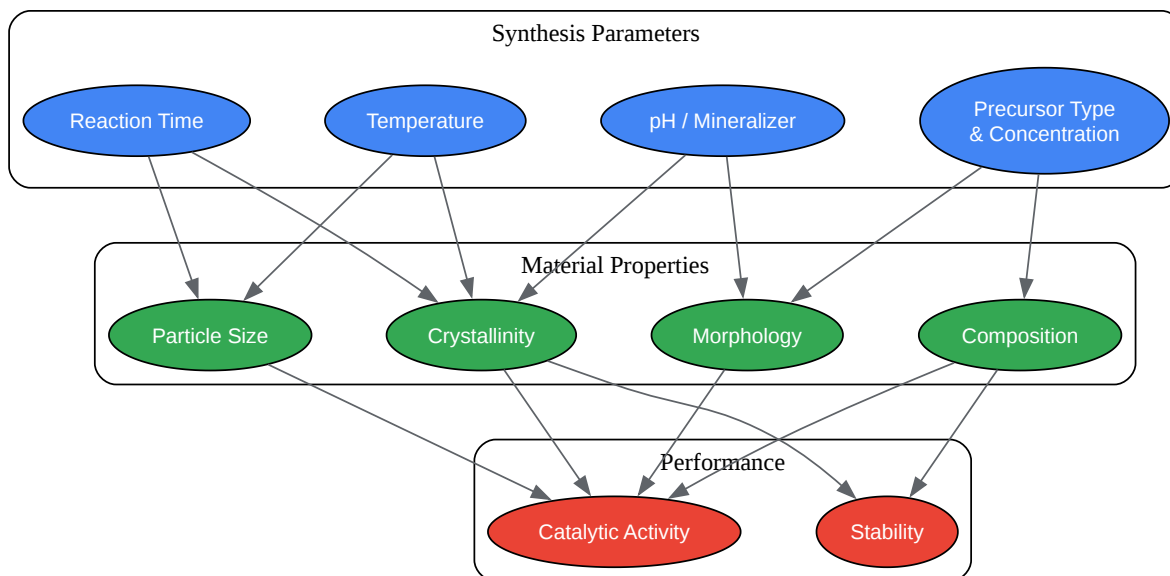 Synthesis Parameters
Reaction Time
Temperature
pH / Mineralizer
Precursor Type
& Concentration
Material Properties
Particle Size
Crystallinity
Morphology
Composition
Performance
Catalytic Activity
Stability